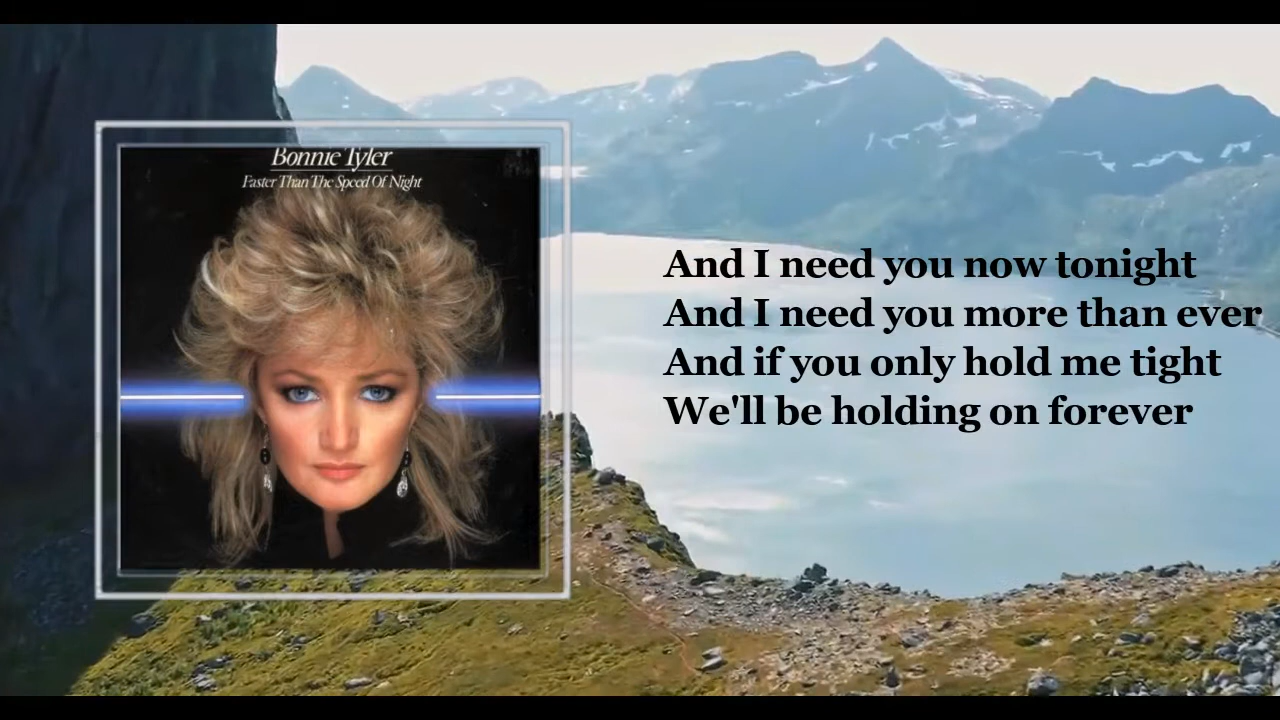 Bonnie Tyler
Faster Than The Speed Of Night
And I need you now tonight
And I need you more than ever
And if you only hold me tight
We'll be holding on forever